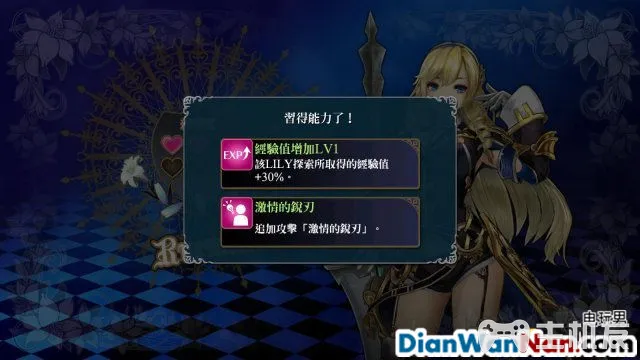 習得能力了！
EXP
經驗值增加LV1
該LILY探索所取得的經驗值
+30%。
激情的銳刃
追加攻擊「激情的銳刃」。
电玩男
DianWanNan.com